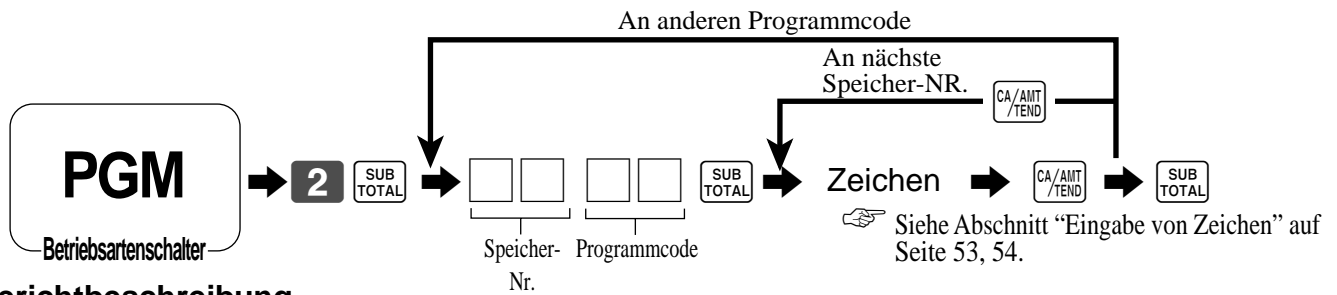 An anderen Programmcode
An nächste
Speicher-NR.
CA/AMT
TEND
PGM
2
SUB
TOTAL
SUB
TOTAL
Zeichen
CA/AMT
TEND
SUB
TOTAL
Betriebsartenschalter
Speicher-
Nr.
Programmcode
☞ Siehe Abschnitt “Eingabe von Zeichen” auf
Seite 53, 54.